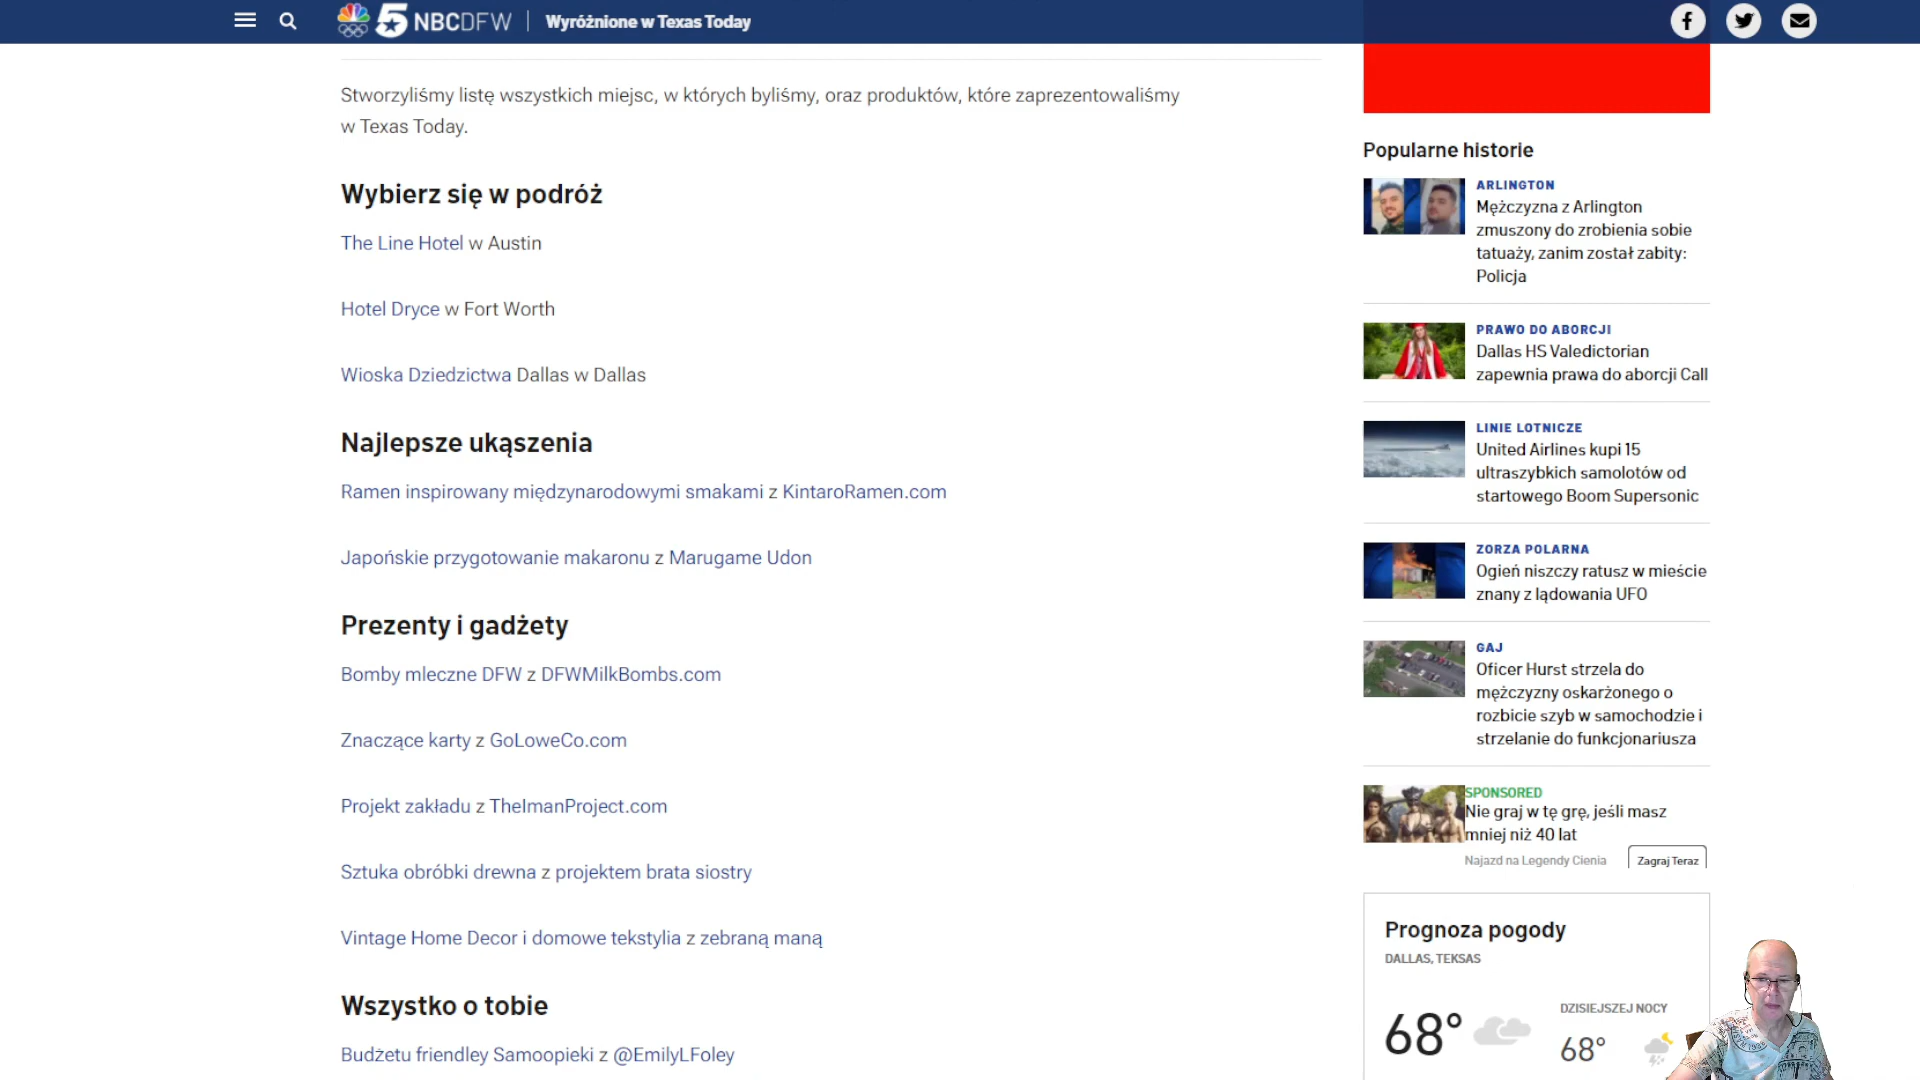 5 NBCDFW | Wyróżnione w Texas Today
Stworzyliśmy listę wszystkich miejsc, w których byliśmy, oraz produktów, które zaprezentowaliśmy
w Texas Today.
Wybierz się w podróż
The Line Hotel w Austin
Hotel Dryce w Fort Worth
Wioska Dziedzictwa Dallas w Dallas
Najlepsze ukąszenia
Ramen inspirowany międzynarodowymi smakami z KintaroRamen.com
Japońskie przygotowanie makaronu z Marugame Udon
Prezenty i gadżety
Bomby mleczne DFW z DFWMilkBombs.com
Znaczące karty z GoLoweCo.com
Projekt zakładu z TheImanProject.com
Sztuka obróbki drewna z projektem brata siostry
Vintage Home Decor i domowe tekstylia z zebraną maną
Wszystko o tobie
Budżetu friendley Samoopieki z @EmilyLFoley
Popularne historie
ARLINGTON
Mężczyzna z Arlington
zmuszony do zrobienia sobie
tatuaży, zanim został zabity:
Policja
PRAWO DO ABORCJI
Dallas HS Valedictorian
zapewnia prawa do aborcji Call
LINIE LOTNICZE
United Airlines kupi 15
ultraszybkich samolotów od
startowego Boom Supersonic
ZORZA POLARNA
Ogień niszczy ratusz w mieście
znany z lądowania UFO
GAJ
Oficer Hurst strzela do
mężczyzny oskarżonego o
rozbicie szyb w samochodzie i
strzelanie do funkcjonariusza
SPONSORED
Nie graj w tę grę, jeśli masz
mniej niż 40 lat
Najazd na Legendy Cienia
Zagraj Teraz
Prognoza pogody
DALLAS, TEKSAS
68°
DZISIEJSZEJ NOCY
68°